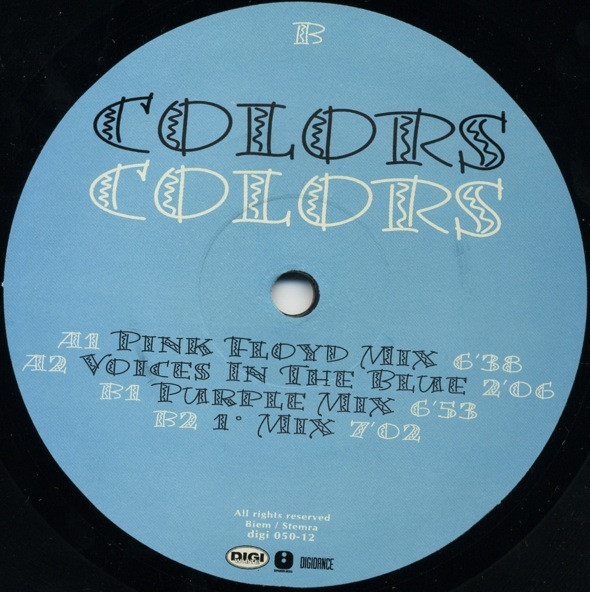 B
COLORS
COLORS
A1 PINK FLOYD MIX 6'38
A2 VOICES IN THE BLUE 2'06
B1 PURPLE MIX 6'53
B2 1° MIX 7'02
All rights reserved
Biem / Stemra
digi 050-12
DIGI DIGIDANCE